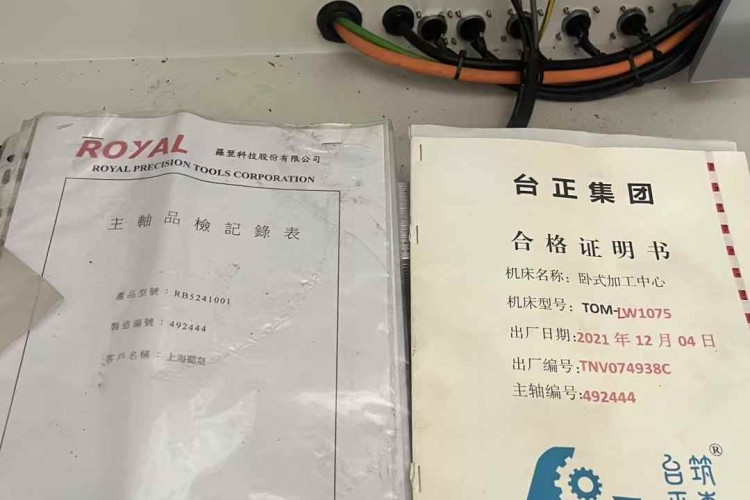 ROYAL
羅翌科技股份有限公司
ROYAL PRECISION TOOLS CORPORATION
主軸品檢記錄表
產品型號：RB5241001
製造編號：492444
客戶名稱：上海
台正集团
合格证明书
机床名称：卧式加工中心
机床型号：TOM-LW1075
出厂日期:2021 年 12 月 04 日
出厂编号:TNV074938C
主轴编号:492444
台筑
®